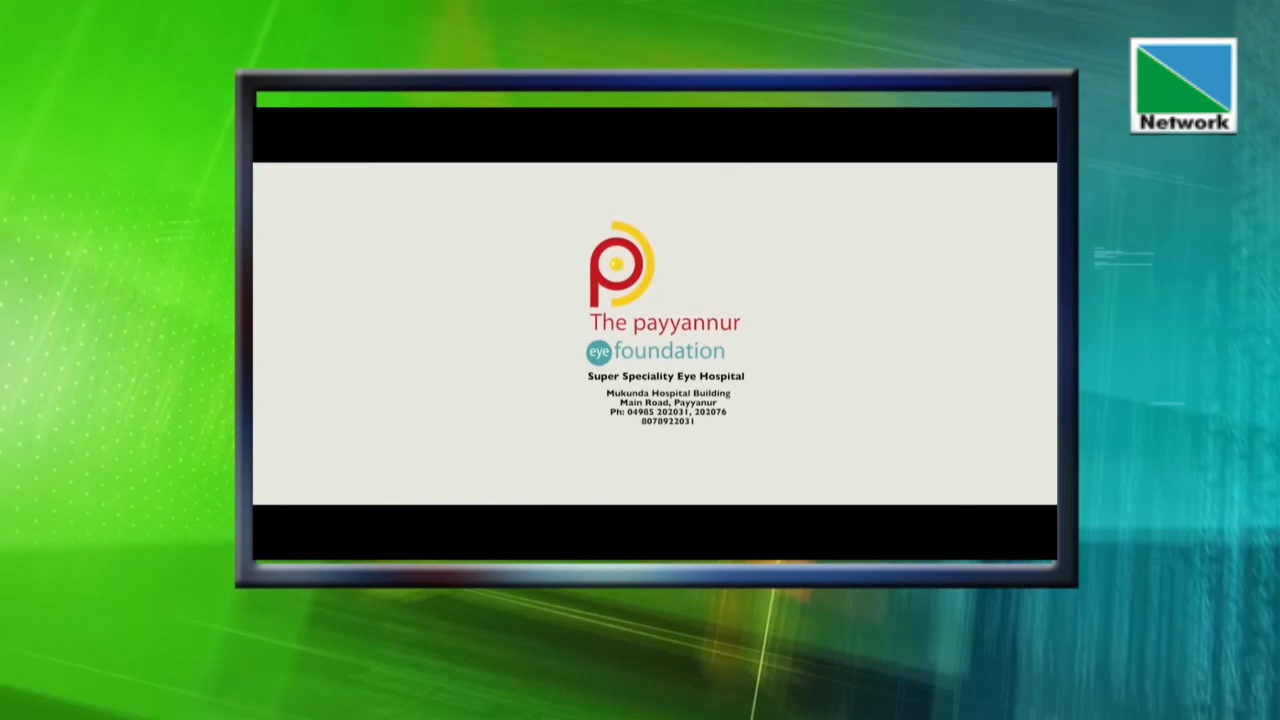 Network
The payyannur
eye foundation
Super Speciality Eye Hospital
Mukunda Hospital Building
Main Road, Payyanur
Ph: 04985 202031, 202076
8078922031